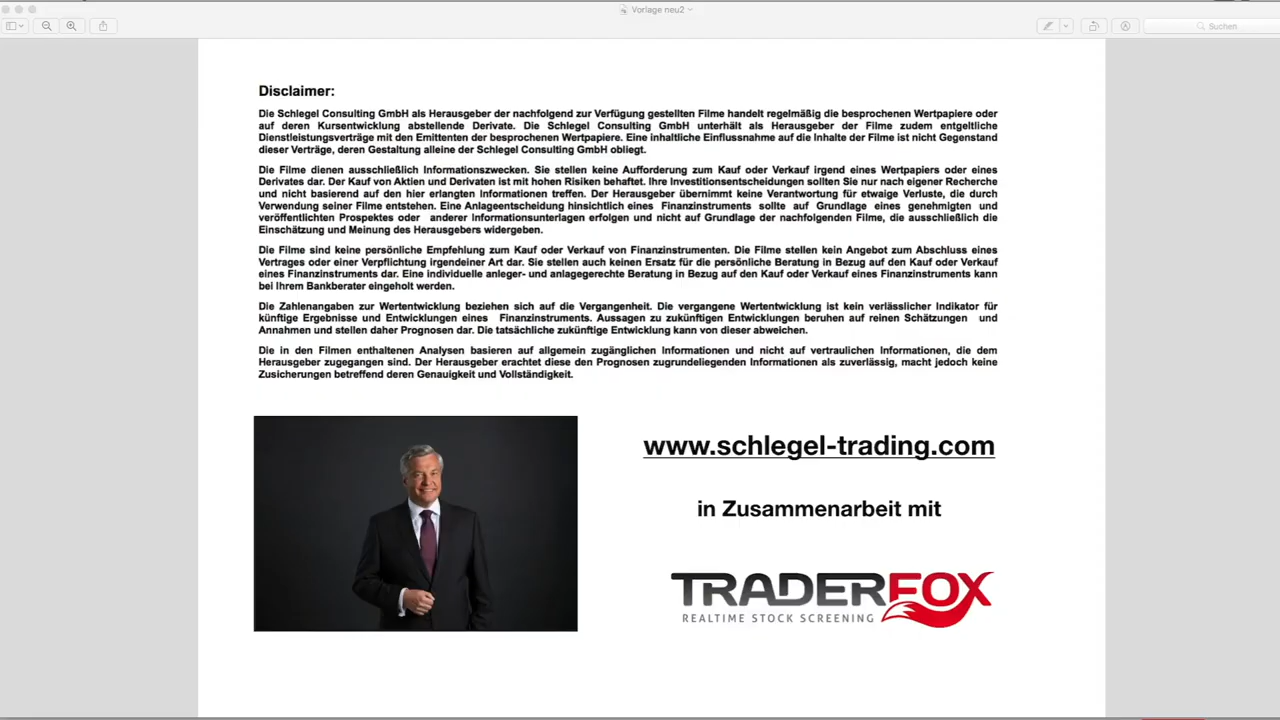 Vorlage neu2
Suchen
Disclaimer:
Die Schlegel Consulting GmbH als Herausgeber der nachfolgend zur Verfügung gestellten Filme handelt regelmäßig die besprochenen Wertpapiere oder
auf deren Kursentwicklung abstellende Derivate. Die Schlegel Consulting GmbH unterhält als Herausgeber der Filme zudem entgeltliche
Dienstleistungsverträge mit den Emittenten der besprochenen Wertpapiere. Eine inhaltliche Einflussnahme auf die Inhalte der Filme ist nicht Gegenstand
dieser Verträge, deren Gestaltung alleine der Schlegel Consulting GmbH obliegt.
Die Filme dienen ausschließlich Informationszwecken. Sie stellen keine Aufforderung zum Kauf oder Verkauf irgend eines Wertpapiers oder eines
Derivates dar. Der Kauf von Aktien und Derivaten ist mit hohen Risiken behaftet. Ihre Investitionsentscheidungen sollten Sie nur nach eigener Recherche
und nicht basierend auf den hier erlangten Informationen treffen. Der Herausgeber übernimmt keine Verantwortung für etwaige Verluste, die durch
Verwendung seiner Filme entstehen. Eine Anlageentscheidung hinsichtlich eines Finanzinstruments sollte auf Grundlage eines genehmigten und
veröffentlichten Prospektes oder anderer Informationsunterlagen erfolgen und nicht auf Grundlage der nachfolgenden Filme, die ausschließlich die
Einschätzung und Meinung des Herausgebers widergeben.
Die Filme sind keine persönliche Empfehlung zum Kauf oder Verkauf von Finanzinstrumenten. Die Filme stellen kein Angebot zum Abschluss eines
Vertrages oder einer Verpflichtung irgendeiner Art dar. Sie stellen auch keinen Ersatz für die persönliche Beratung in Bezug auf den Kauf oder Verkauf
eines Finanzinstruments dar. Eine individuelle anleger- und anlagegerechte Beratung in Bezug auf den Kauf oder Verkauf eines Finanzinstruments kann
bei Ihrem Bankberater eingeholt werden.
Die Zahlenangaben zur Wertentwicklung beziehen sich auf die Vergangenheit. Die vergangene Wertentwicklung ist kein verlässlicher Indikator für
künftige Ergebnisse und Entwicklungen eines Finanzinstruments. Aussagen zu zukünftigen Entwicklungen beruhen auf reinen Schätzungen und
Annahmen und stellen daher Prognosen dar. Die tatsächliche zukünftige Entwicklung kann von dieser abweichen.
Die in den Filmen enthaltenen Analysen basieren auf allgemein zugänglichen Informationen und nicht auf vertraulichen Informationen, die dem
Herausgeber zugegangen sind. Der Herausgeber erachtet diese den Prognosen zugrundeliegenden Informationen als zuverlässig, macht jedoch keine
Zusicherungen betreffend deren Genauigkeit und Vollständigkeit.
www.schlegel-trading.com
in Zusammenarbeit mit
TRADERFOX
REALTIME STOCK SCREENING